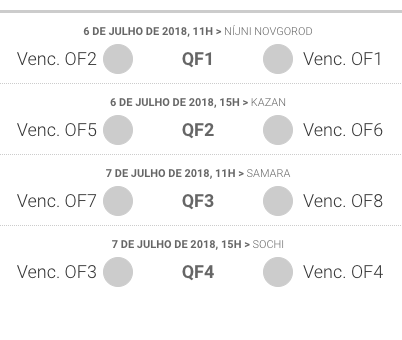 6 DE JULHO DE 2018, 11H > NÍJNI NOVGOROD
Venc. OF2 QF1 Venc. OF1
6 DE JULHO DE 2018, 15H > KAZAN
Venc. OF5 QF2 Venc. OF6
7 DE JULHO DE 2018, 11H > SAMARA
Venc. OF7 QF3 Venc. OF8
7 DE JULHO DE 2018, 15H > SOCHI
Venc. OF3 QF4 Venc. OF4